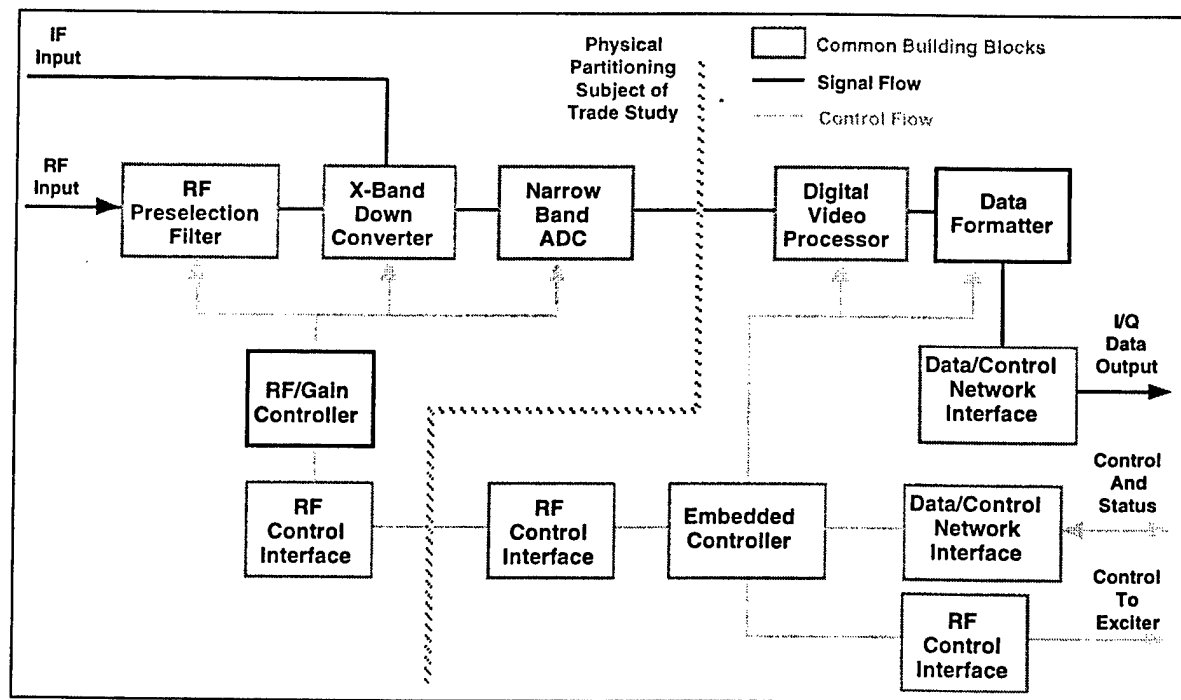 IF
Input
Physical
Partitioning
Subject of
Trade Study
Common Building Blocks
Signal Flow
Control Flow
RF
Input
RF
Preselection
Filter
X-Band
Down
Converter
Narrow
Band
ADC
Digital
Video
Processor
Data
Formatter
RF/Gain
Controller
Data/Control
Network
Interface
I/Q
Data
Output
RF
Control
Interface
RF
Control
Interface
Embedded
Controller
Data/Control
Network
Interface
Control
And
Status
RF
Control
Interface
Control
To
Exciter